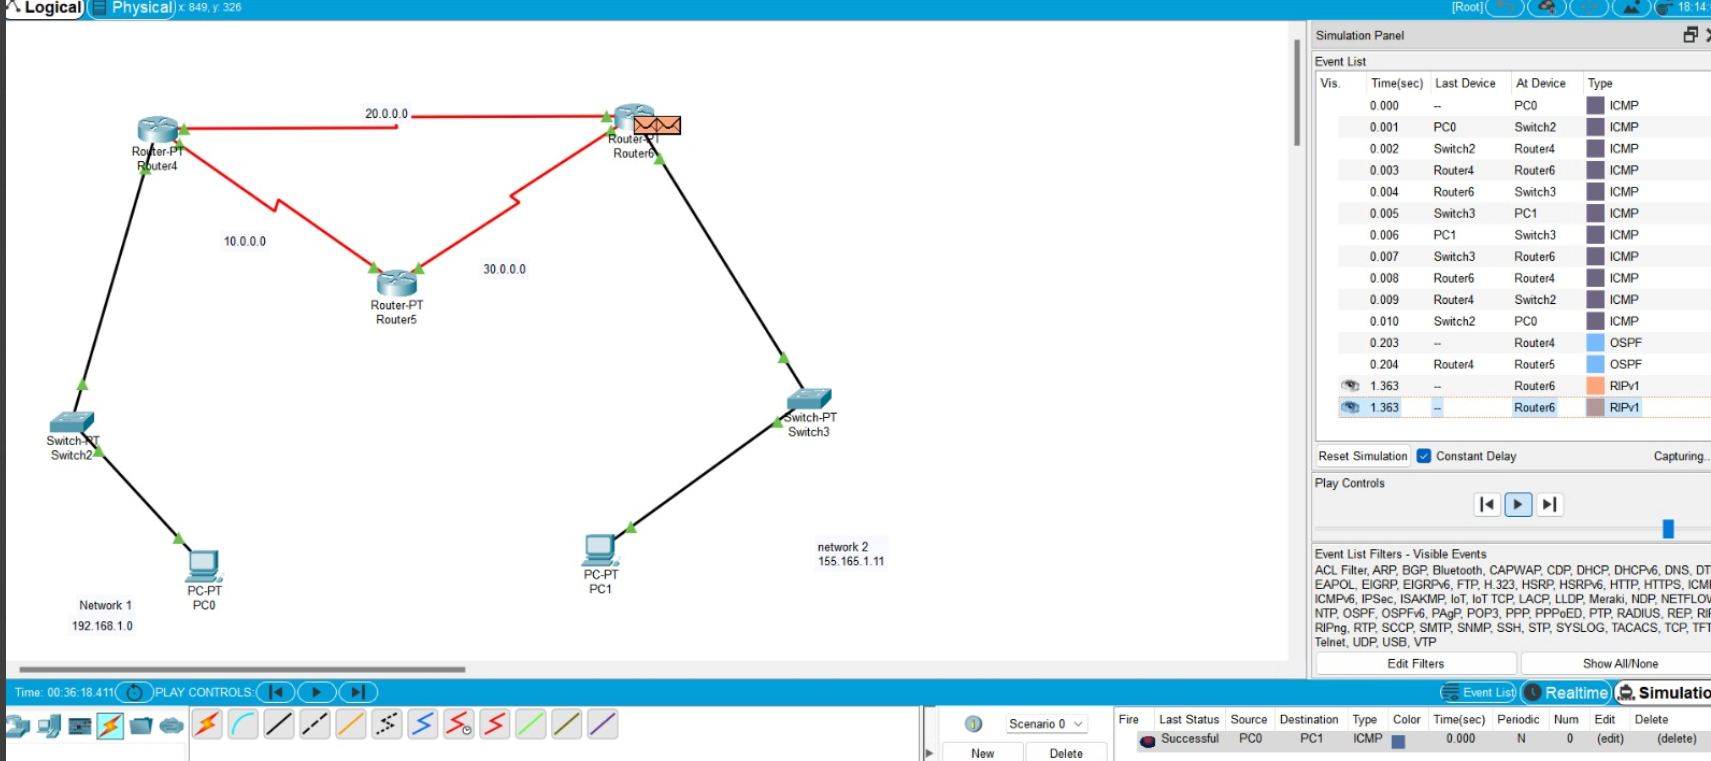 Logical Physical x: 849, y: 326 [Root] 18:14:
20.0.0.0
Router-PT
Router4
Router-PT
Router6
10.0.0.0
30.0.0.0
Router-PT
Router5
Switch-PT
Switch2
Switch-PT
Switch3
PC-PT
PC0
PC-PT
PC1
network 2
155.165.1.11
Network 1
192.168.1.0
Simulation Panel
Event List
Vis. Time(sec) Last Device At Device Type
0.000 -- PC0 ICMP
0.001 PC0 Switch2 ICMP
0.002 Switch2 Router4 ICMP
0.003 Router4 Router6 ICMP
0.004 Router6 Switch3 ICMP
0.005 Switch3 PC1 ICMP
0.006 PC1 Switch3 ICMP
0.007 Switch3 Router6 ICMP
0.008 Router6 Router4 ICMP
0.009 Router4 Switch2 ICMP
0.010 Switch2 PC0 ICMP
0.203 -- Router4 OSPF
0.204 Router4 Router5 OSPF
1.363 -- Router6 RIPv1
1.363 -- Router6 RIPv1
Reset Simulation Constant Delay Capturing..
Play Controls
Event List Filters - Visible Events
ACL Filter, ARP, BGP, Bluetooth, CAPWAP, CDP, DHCP, DHCPv6, DNS, DT
EAPOL, EIGRP, EIGRPv6, FTP, H.323, HSRP, HSRPv6, HTTP, HTTPS, ICM
ICMPv6, IPSec, ISAKMP, IoT, IoT TCP, LACP, LLDP, Meraki, NDP, NETFLOW
NTP, OSPF, OSPFv6, PAgP, POP3, PPP, PPPoED, PTP, RADIUS, REP, RI
RIPng, RTP, SCCP, SMTP, SNMP, SSH, STP, SYSLOG, TACACS, TCP, TFT
Telnet, UDP, USB, VTP
Edit Filters Show All/None
Time: 00:36:18.411 PLAY CONTROLS: Event List Realtime Simulatio
Scenario 0
New Delete
Fire Last Status Source Destination Type Color Time(sec) Periodic Num Edit Delete
Successful PC0 PC1 ICMP 0.000 N 0 (edit) (delete)